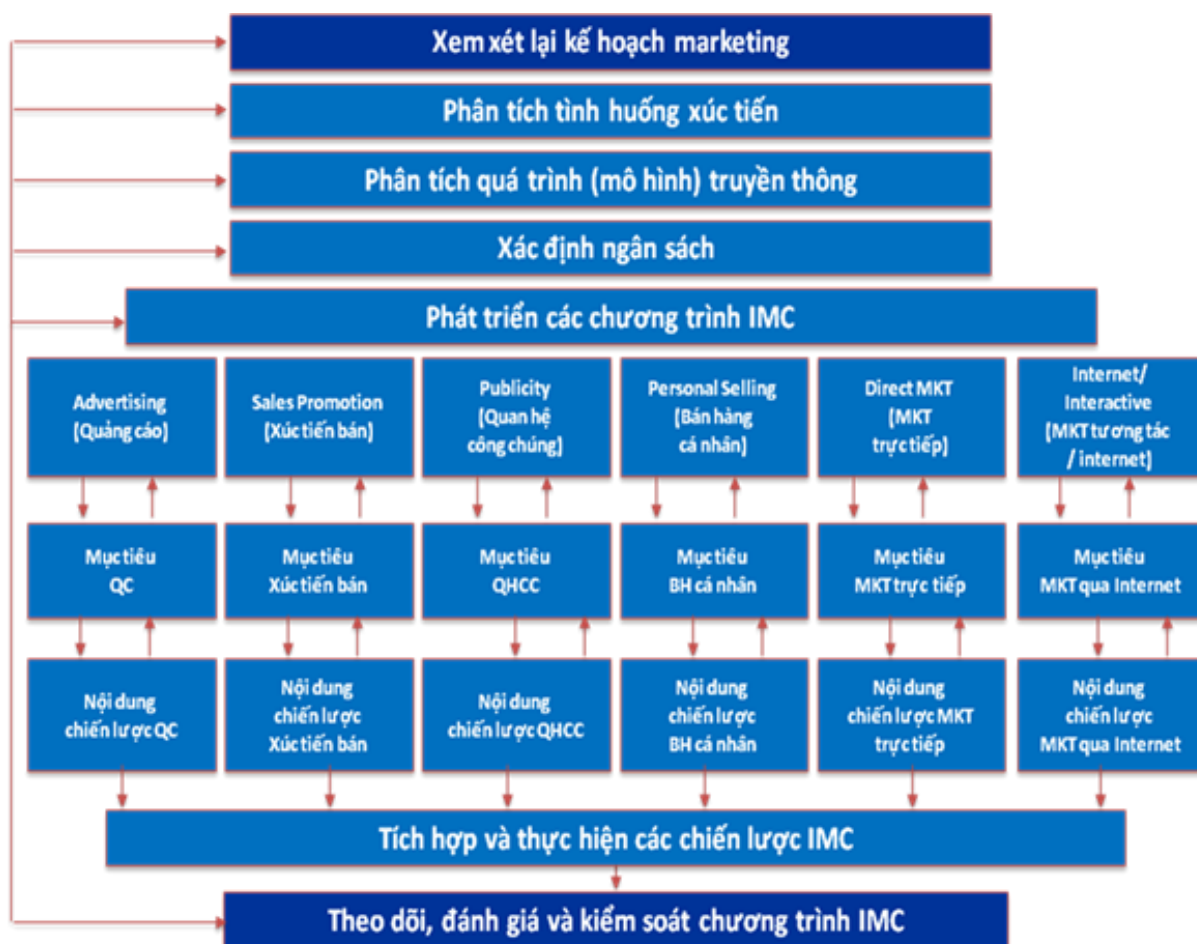 Xem xét lại kế hoạch marketing
Phân tích tình huống xúc tiến
Phân tích quá trình (mô hình) truyền thông
Xác định ngân sách
Phát triển các chương trình IMC
Advertising
(Quảng cáo)
Sales Promotion
(Xúc tiến bán)
Publicity
(Quan hệ
công chúng)
Personal Selling
(Bán hàng
cá nhân)
Direct MKT
(MKT
trực tiếp)
Internet/
Interactive
(MKT tương tác
/ internet)
Mục tiêu
QC
Mục tiêu
Xúc tiến bán
Mục tiêu
QHCC
Mục tiêu
BH cá nhân
Mục tiêu
MKT trực tiếp
Mục tiêu
MKT qua Internet
Nội dung
chiến lược QC
Nội dung
chiến lược
Xúc tiến bán
Nội dung
chiến lược QHCC
Nội dung
chiến lược
BH cá nhân
Nội dung
chiến lược MKT
trực tiếp
Nội dung
chiến lược
MKT qua Internet
Tích hợp và thực hiện các chiến lược IMC
Theo dõi, đánh giá và kiểm soát chương trình IMC